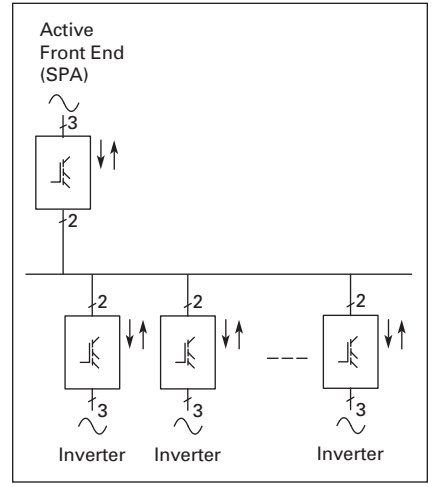 Active
Front End
(SPA)
3
2
2 2 2
3 3 3
Inverter Inverter Inverter